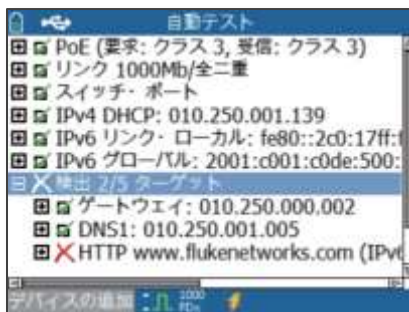 自動テスト
PoE (要求: クラス 3, 受信: クラス 3)
リンク 1000Mb/全二重
スイッチ・ポート
IPv4 DHCP: 010.250.001.139
IPv6 リンク・ローカル: fe80::2c0:17ff:f
IPv6 グローバル: 2001:c001:c0de:500:
検出 2/5 ターゲット
ゲートウェイ: 010.250.000.002
DNS1: 010.250.001.005
HTTP www.flukenetworks.com (IPv6
デバイスの追加 1000 FDx